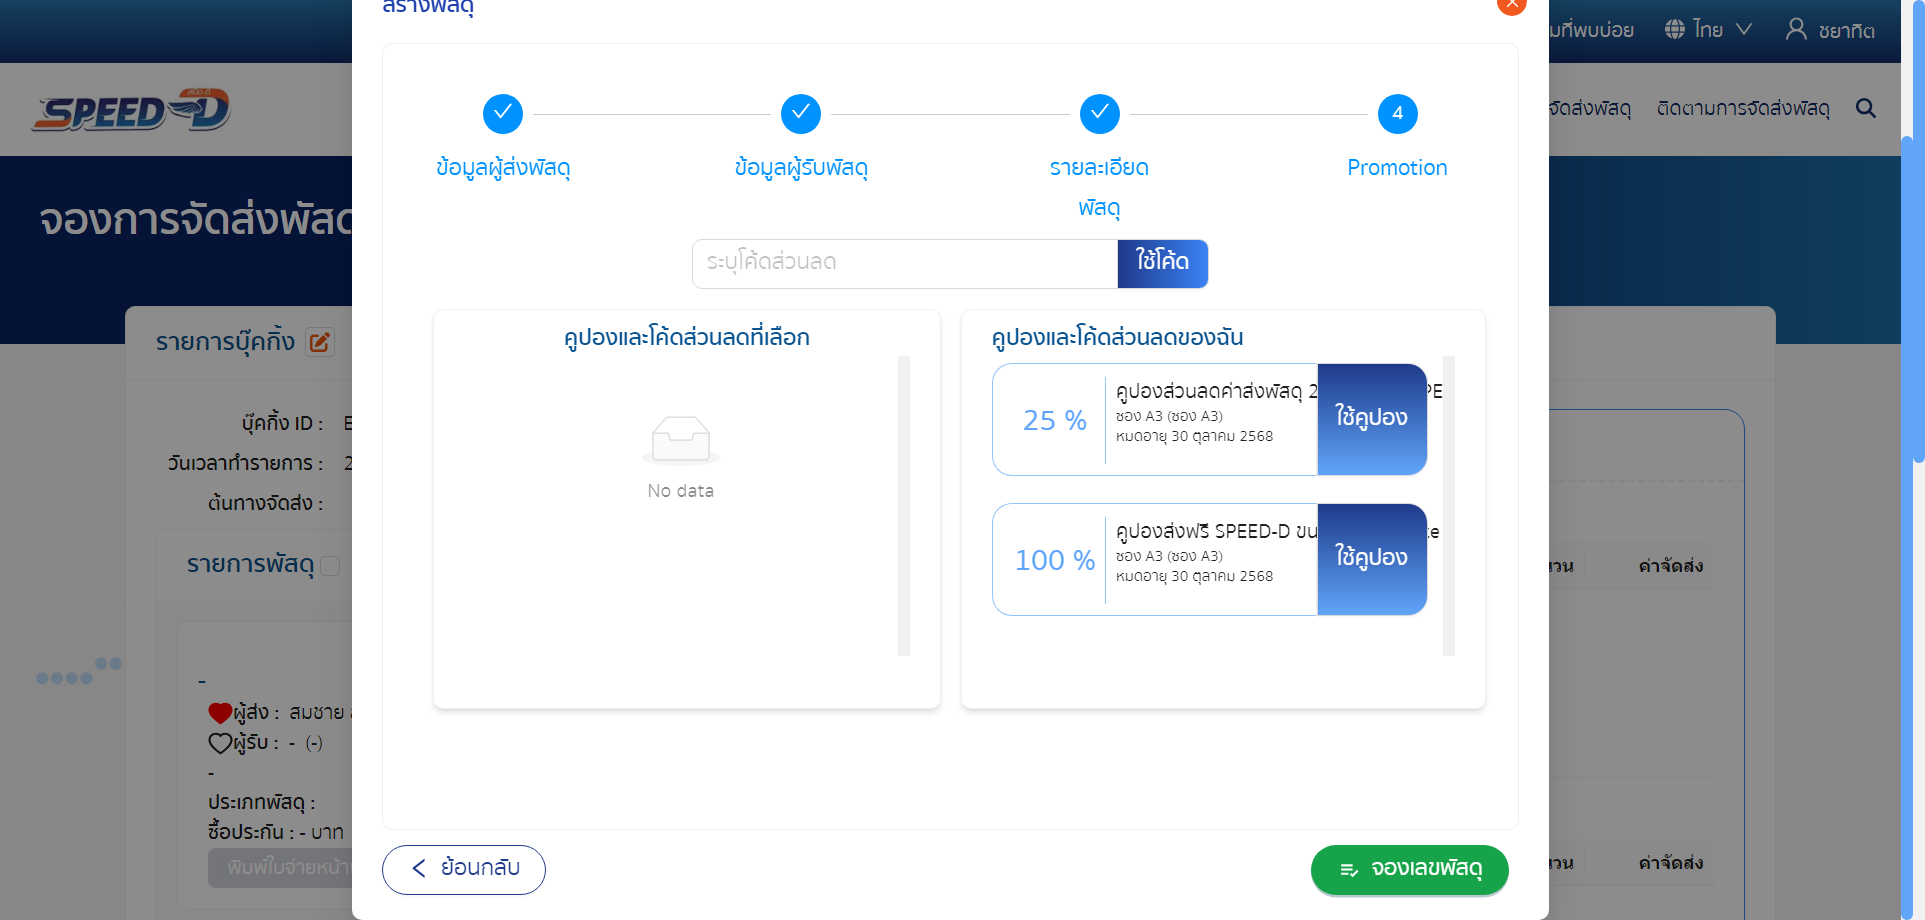 สร้างพัสดุ
ไทย
ชยาทิต
SPEED-D
จัดส่งพัสดุ
ติดตามการจัดส่งพัสดุ
จองการจัดส่งพัสดุ
ข้อมูลผู้ส่งพัสดุ
ข้อมูลผู้รับพัสดุ
รายละเอียด
พัสดุ
4
Promotion
ระบุโค้ดส่วนลด
ใช้โค้ด
รายการบุ๊คกิ้ง
คูปองและโค้ดส่วนลดที่เลือก
No data
คูปองและโค้ดส่วนลดของฉัน
25 %
คูปองส่วนลดค่าส่งพัสดุ 2
ซอง A3 (ซอง A3)
หมดอายุ 30 ตุลาคม 2568
ใช้คูปอง
100 %
คูปองส่งฟรี SPEED-D ขน
ซอง A3 (ซอง A3)
หมดอายุ 30 ตุลาคม 2568
ใช้คูปอง
บุ๊คกิ้ง ID :
วันเวลาทำรายการ : 2
ต้นทางจัดส่ง :
รายการพัสดุ
ค่าจัดส่ง
-
ผู้ส่ง : สมชาย
ผู้รับ : - (-)
-
ประเภทพัสดุ :
ซื้อประกัน : - บาท
พิมพ์ใบจ่ายหน้า
ค่าจัดส่ง
ย้อนกลับ
จองเลขพัสดุ